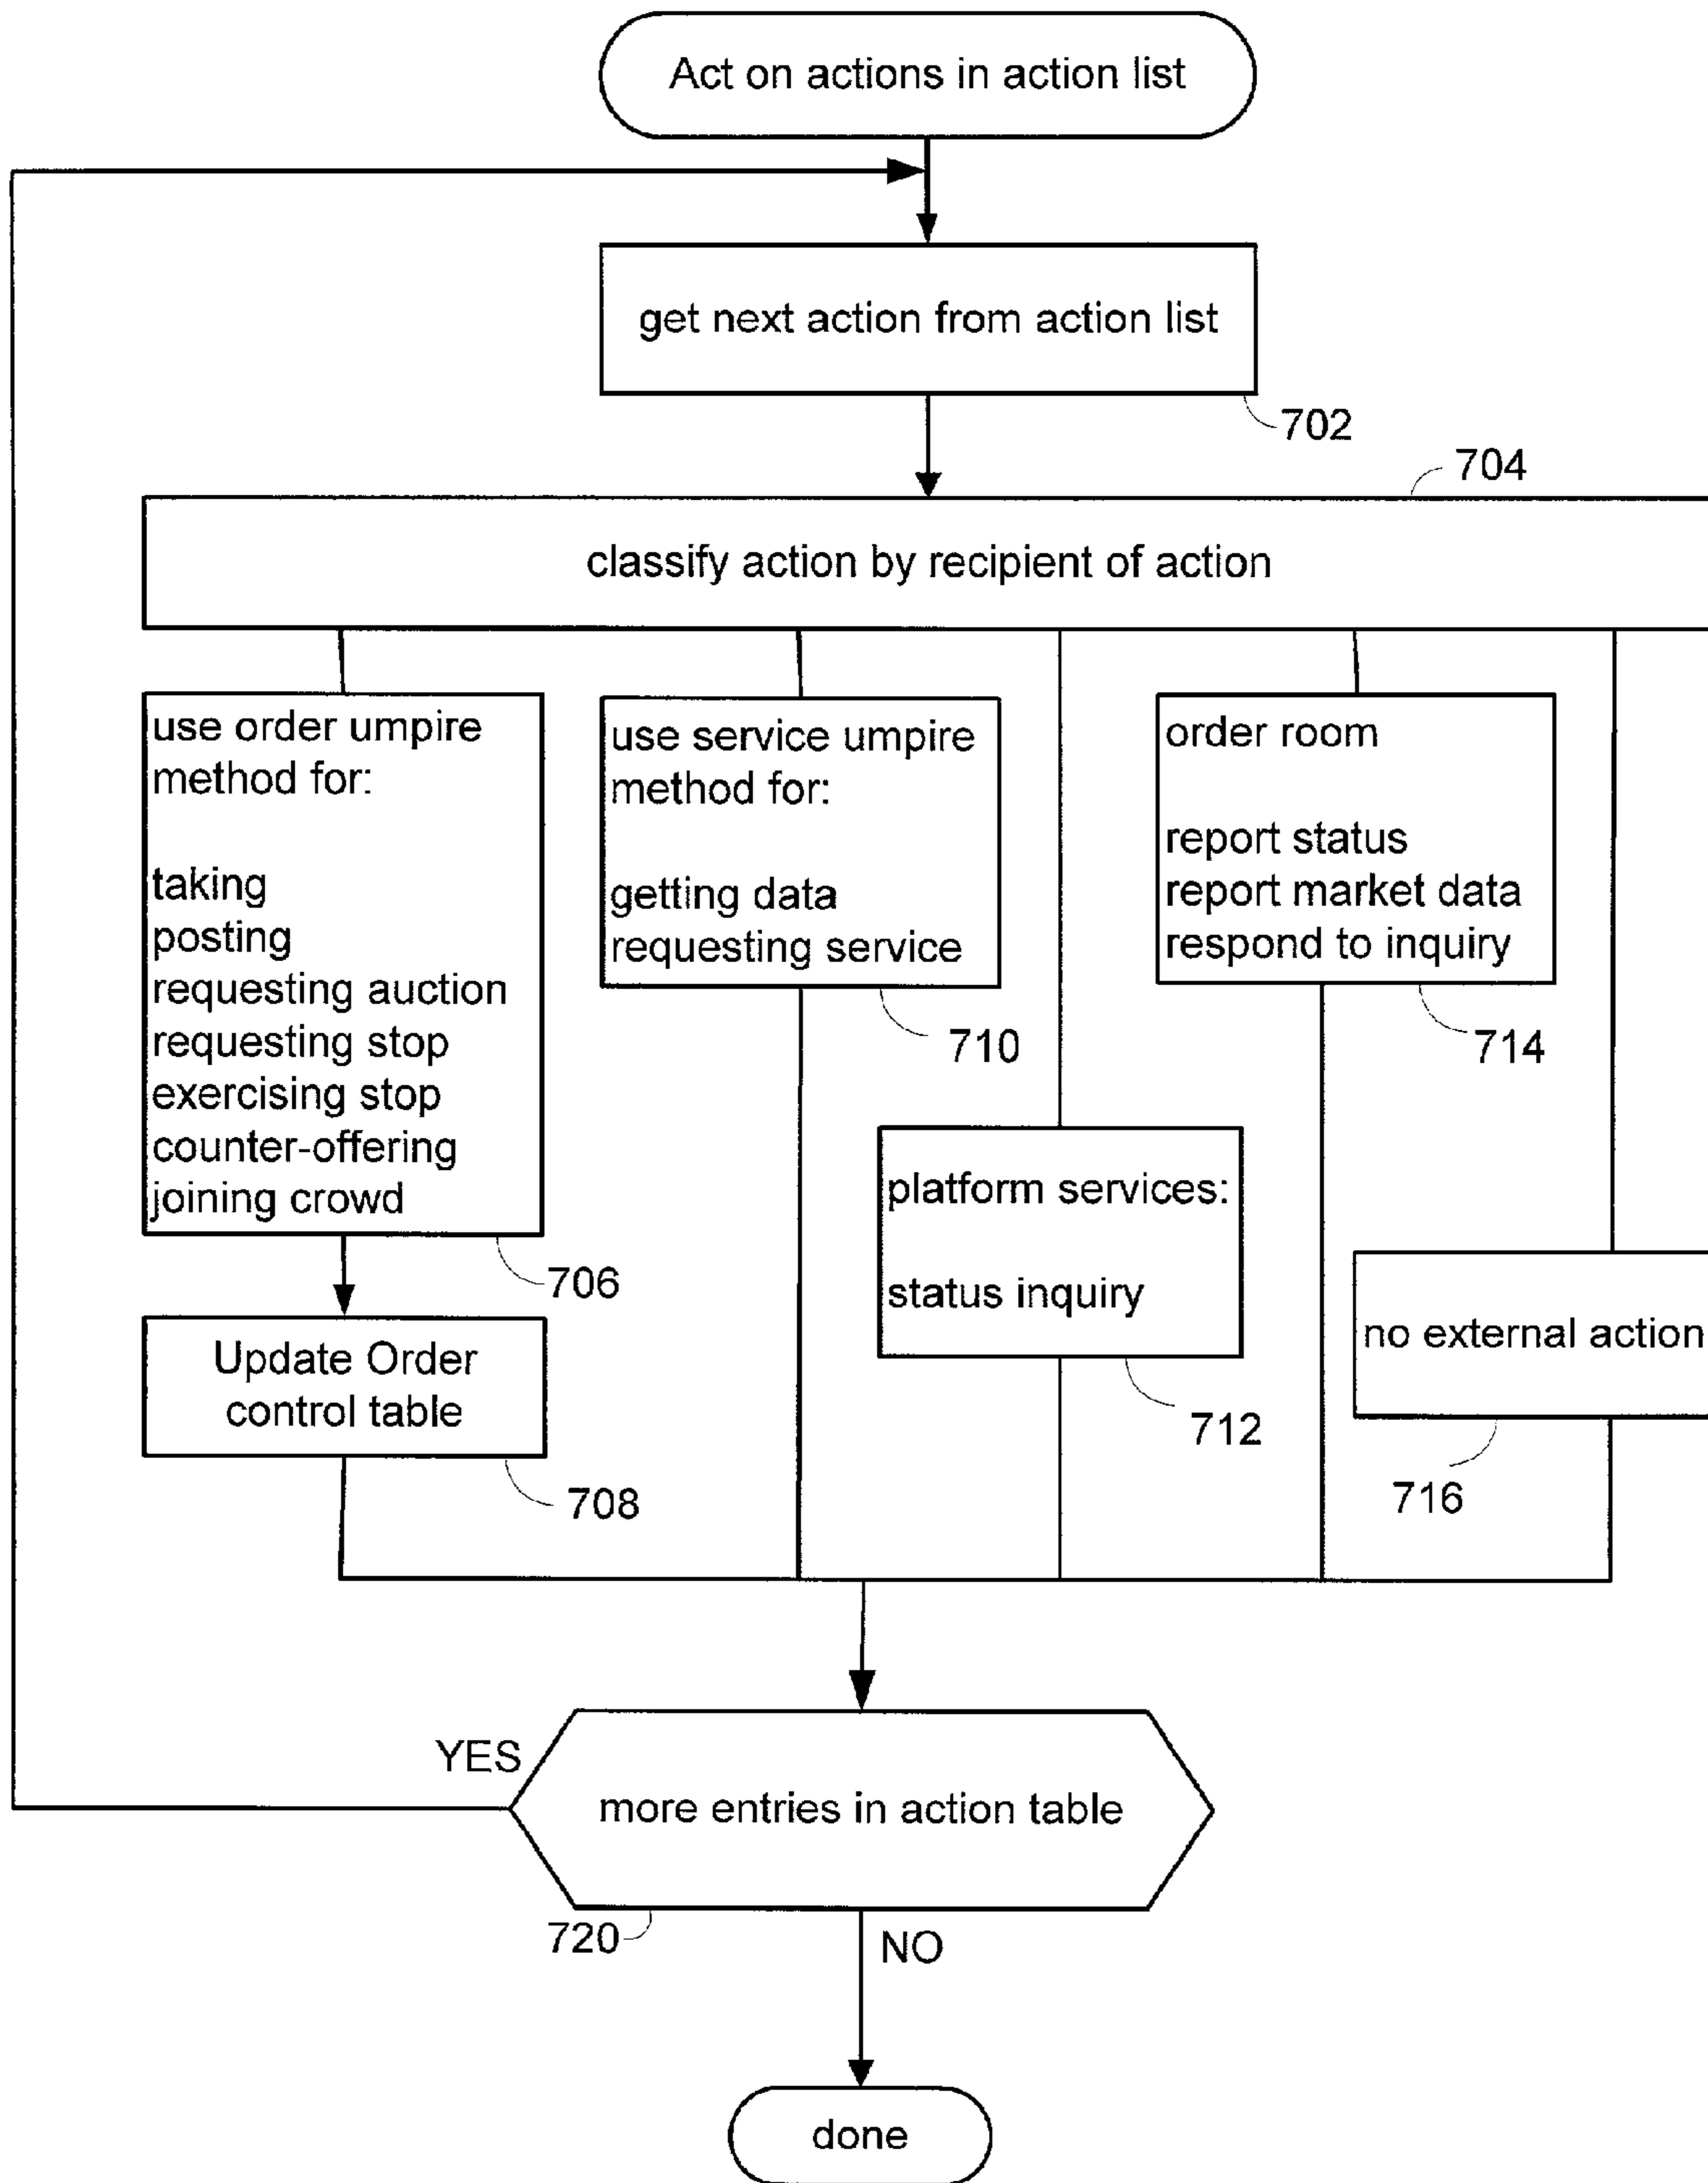 Act on actions in action list
get next action from action list
702
704
classify action by recipient of action
use order umpire
method for:
taking
posting
requesting auction
requesting stop
exercising stop
counter-offering
joining crowd
706
Update Order
control table
708
use service umpire
method for:
getting data
requesting service
710
platform services:
status inquiry
712
order room
report status
report market data
respond to inquiry
714
no external action
716
YES
more entries in action table
720
NO
done